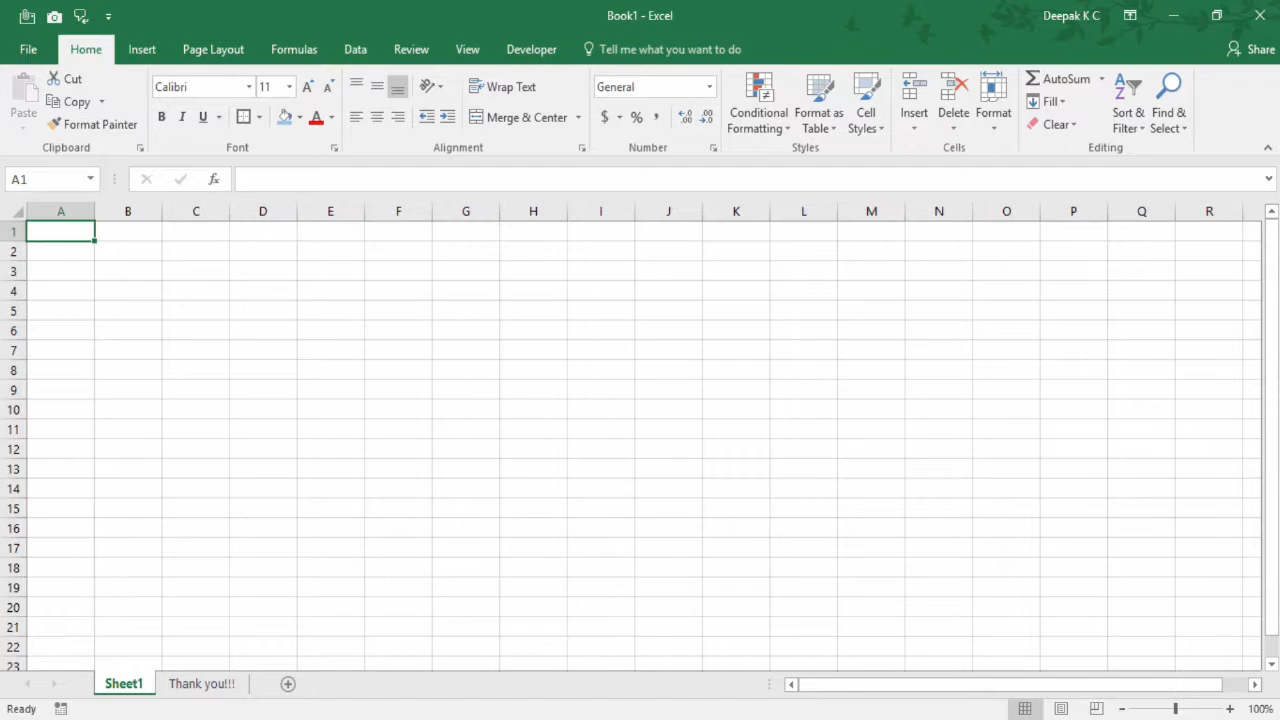 Book1 - Excel
Deepak K C
File Home Insert Page Layout Formulas Data Review View Developer Tell me what you want to do Share
Paste
Cut
Copy
Format Painter
Clipboard
Calibri 11
B I U
Font
Wrap Text
Merge & Center
Alignment
General
$ % ,
Number
Conditional Formatting
Format as Table
Cell Styles
Styles
Insert
Delete
Format
Cells
AutoSum
Fill
Clear
Sort & Filter
Find & Select
Editing
A1
fx
A B C D E F G H I J K L M N O P Q R
1
2
3
4
5
6
7
8
9
10
11
12
13
14
15
16
17
18
19
20
21
22
23
Sheet1 Thank you!!!
Ready
100%